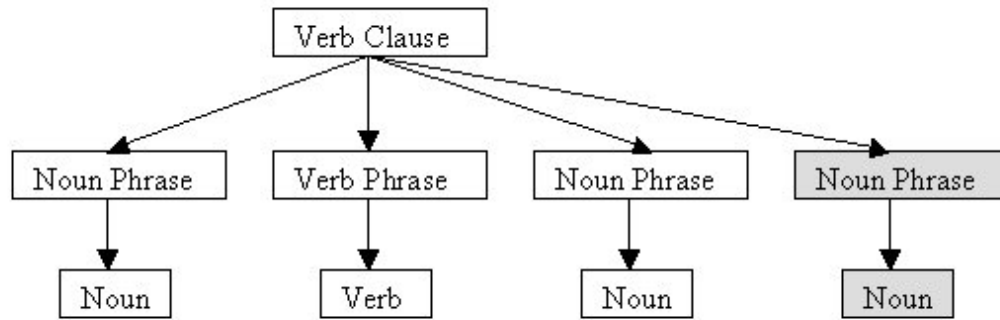 Verb Clause
Noun Phrase
Verb Phrase
Noun Phrase
Noun Phrase
Noun
Verb
Noun
Noun